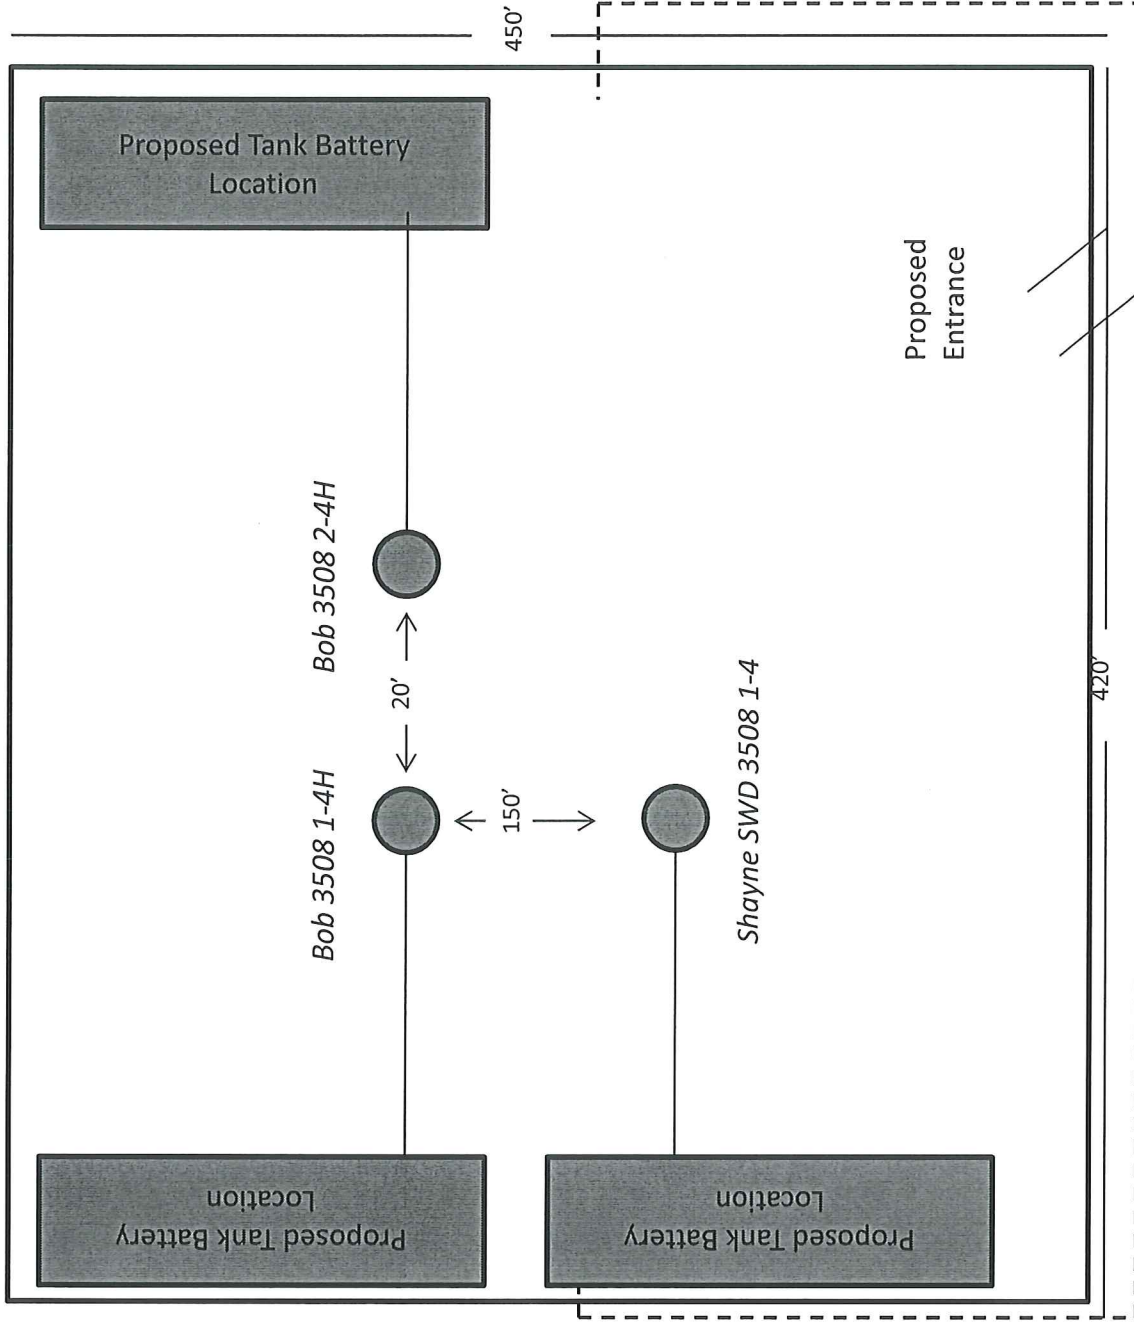 450'
Proposed Tank Battery
Location
Proposed
Entrance
Bob 3508 2-4H
20'
Bob 3508 1-4H
150'
Shayne SWD 3508 1-4
420'
Proposed Tank Battery
Location
Proposed Tank Battery
Location